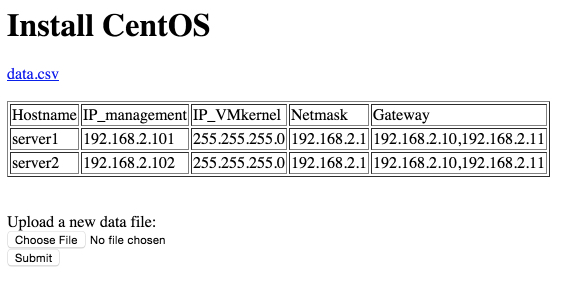 Install CentOS
data.csv
Hostname IP_management IP_VMkernel Netmask Gateway
server1 192.168.2.101 255.255.255.0 192.168.2.1 192.168.2.10,192.168.2.11
server2 192.168.2.102 255.255.255.0 192.168.2.1 192.168.2.10,192.168.2.11
Upload a new data file:
Choose File No file chosen
Submit